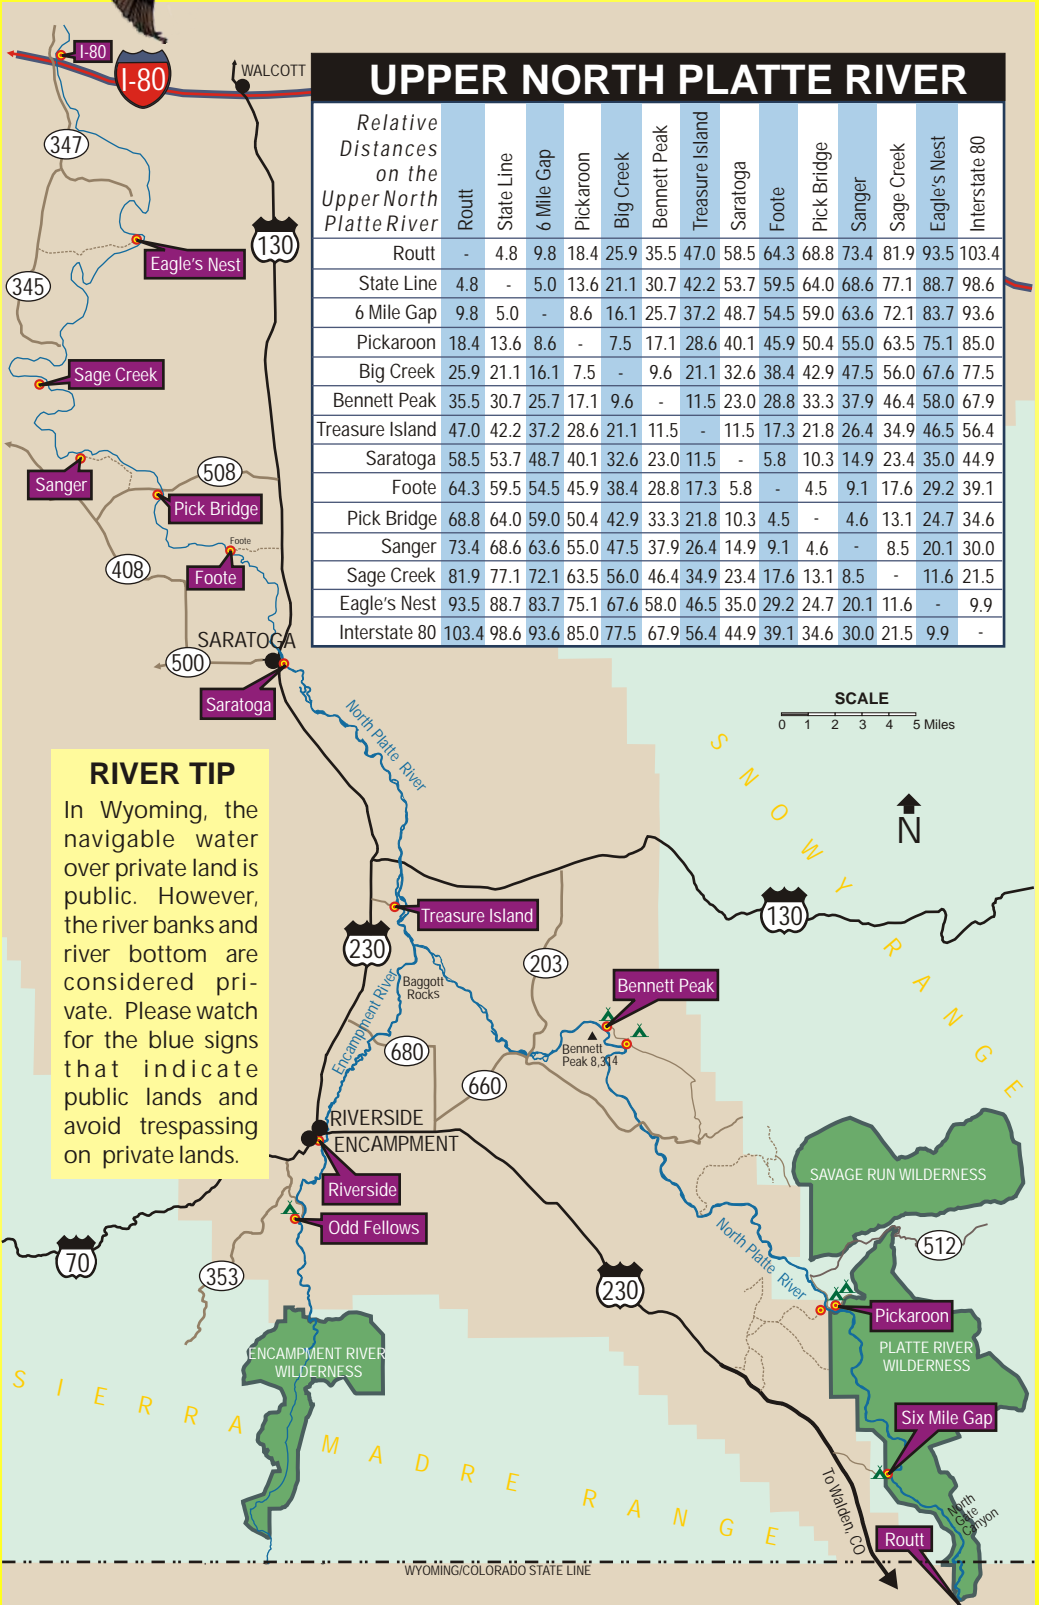 I-80
I-80
WALCOTT
UPPER NORTH PLATTE RIVER
Relative
Distances
on the
Upper North
Platte River
Routt State Line 6 Mile Gap Pickaroon Big Creek Bennett Peak Treasure Island Saratoga Foote Pick Bridge Sanger Sage Creek Eagle's Nest Interstate 80
Routt - 4.8 9.8 18.4 25.9 35.5 47.0 58.5 64.3 68.8 73.4 81.9 93.5 103.4
State Line 4.8 - 5.0 13.6 21.1 30.7 42.2 53.7 59.5 64.0 68.6 77.1 88.7 98.6
6 Mile Gap 9.8 5.0 - 8.6 16.1 25.7 37.2 48.7 54.5 59.0 63.6 72.1 83.7 93.6
Pickaroon 18.4 13.6 8.6 - 7.5 17.1 28.6 40.1 45.9 50.4 55.0 63.5 75.1 85.0
Big Creek 25.9 21.1 16.1 7.5 - 9.6 21.1 32.6 38.4 42.9 47.5 56.0 67.6 77.5
Bennett Peak 35.5 30.7 25.7 17.1 9.6 - 11.5 23.0 28.8 33.3 37.9 46.4 58.0 67.9
Treasure Island 47.0 42.2 37.2 28.6 21.1 11.5 - 11.5 17.3 21.8 26.4 34.9 46.5 56.4
Saratoga 58.5 53.7 48.7 40.1 32.6 23.0 11.5 - 5.8 10.3 14.9 23.4 35.0 44.9
Foote 64.3 59.5 54.5 45.9 38.4 28.8 17.3 5.8 - 4.5 9.1 17.6 29.2 39.1
Pick Bridge 68.8 64.0 59.0 50.4 42.9 33.3 21.8 10.3 4.5 - 4.6 13.1 24.7 34.6
Sanger 73.4 68.6 63.6 55.0 47.5 37.9 26.4 14.9 9.1 4.6 - 8.5 20.1 30.0
Sage Creek 81.9 77.1 72.1 63.5 56.0 46.4 34.9 23.4 17.6 13.1 8.5 - 11.6 21.5
Eagle's Nest 93.5 88.7 83.7 75.1 67.6 58.0 46.5 35.0 29.2 24.7 20.1 11.6 - 9.9
Interstate 80 103.4 98.6 93.6 85.0 77.5 67.9 56.4 44.9 39.1 34.6 30.0 21.5 9.9 -
347
130
Eagle's Nest
345
Sage Creek
508
Sanger
Pick Bridge
Foote
408
Foote
SARATOGA
500
Saratoga
North Platte River
SCALE
0 1 2 3 4 5 Miles
N
SNOWY RANGE
RIVER TIP
In Wyoming, the
navigable water
over private land is
public. However,
the river banks and
river bottom are
considered pri-
vate. Please watch
for the blue signs
that indicate
public lands and
avoid trespassing
on private lands.
130
Treasure Island
230
203
Encampment River
Baggott
Rocks
Bennett Peak
Bennett
Peak 8,314
680
660
RIVERSIDE
ENCAMPMENT
SAVAGE RUN WILDERNESS
Riverside
Odd Fellows
North Platte River
512
70
353
230
Pickaroon
ENCAMPMENT RIVER
WILDERNESS
PLATTE RIVER
WILDERNESS
SIERRA MADRE RANGE
Six Mile Gap
To Walden, CO
North
Gate
Canyon
Routt
WYOMING/COLORADO STATE LINE